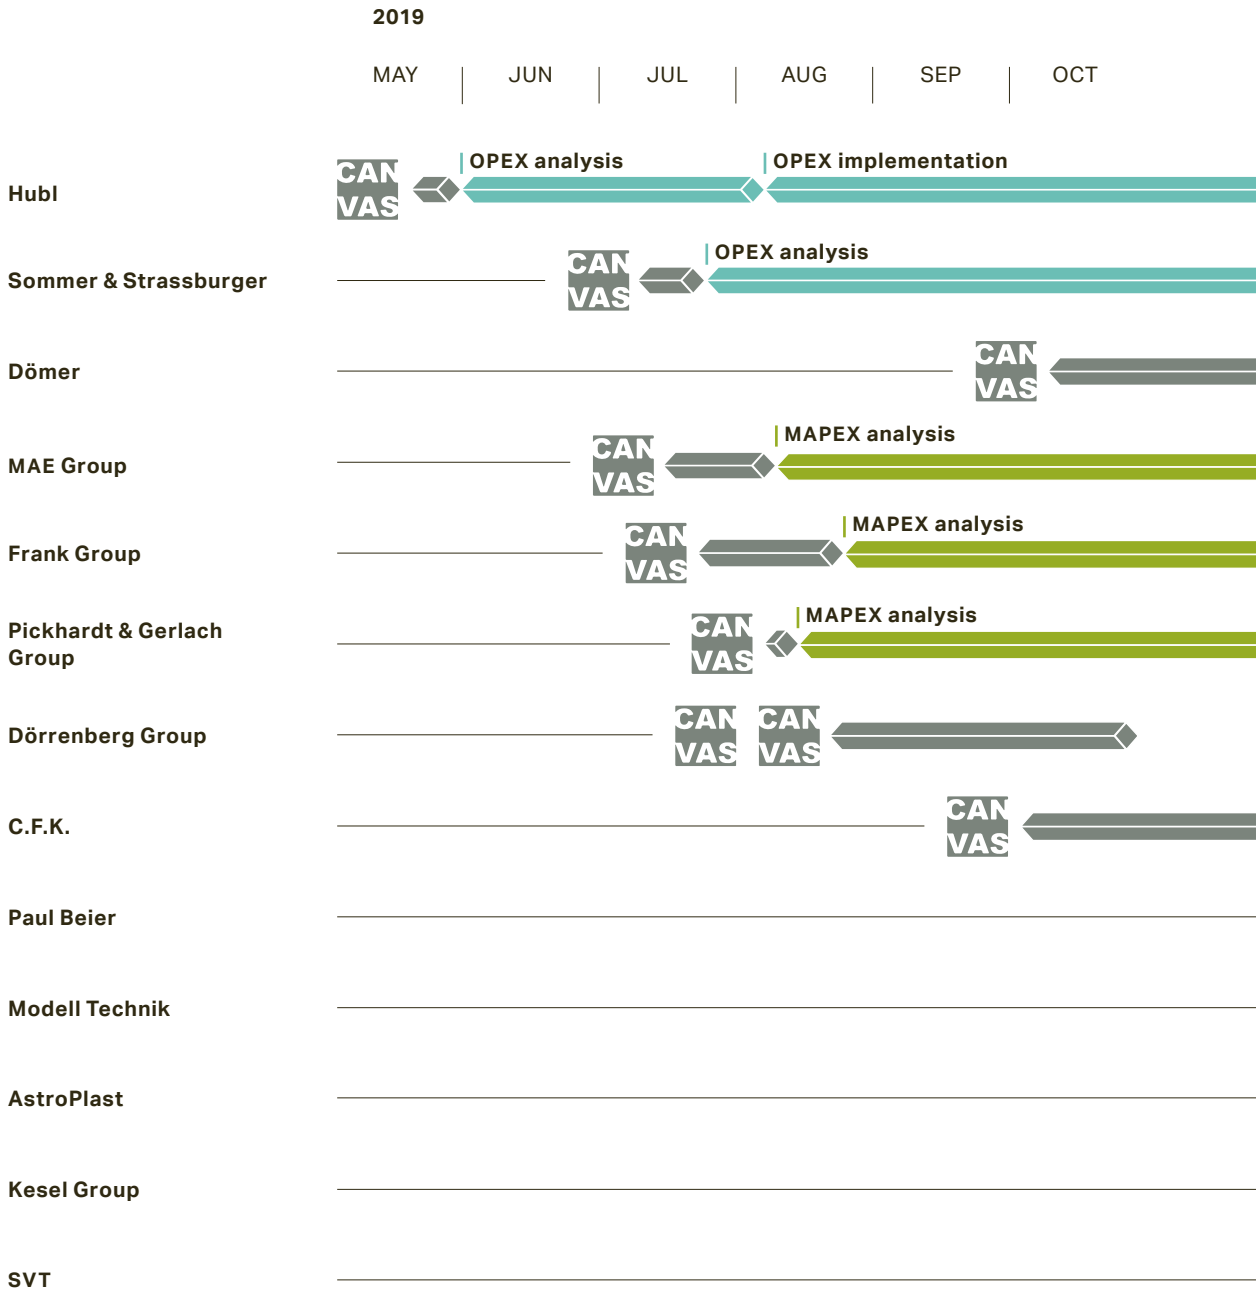 2019
MAY JUN JUL AUG SEP OCT
OPEX analysis OPEX implementation
CAN
VAS
Hubl
OPEX analysis
CAN
VAS
Sommer & Strassburger
CAN
VAS
Dömer
MAPEX analysis
CAN
VAS
MAE Group
MAPEX analysis
CAN
VAS
Frank Group
MAPEX analysis
CAN
VAS
Pickhardt & Gerlach
Group
CAN CAN
VAS VAS
Dörrenberg Group
CAN
VAS
C.F.K.
Paul Beier
Modell Technik
AstroPlast
Kesel Group
SVT